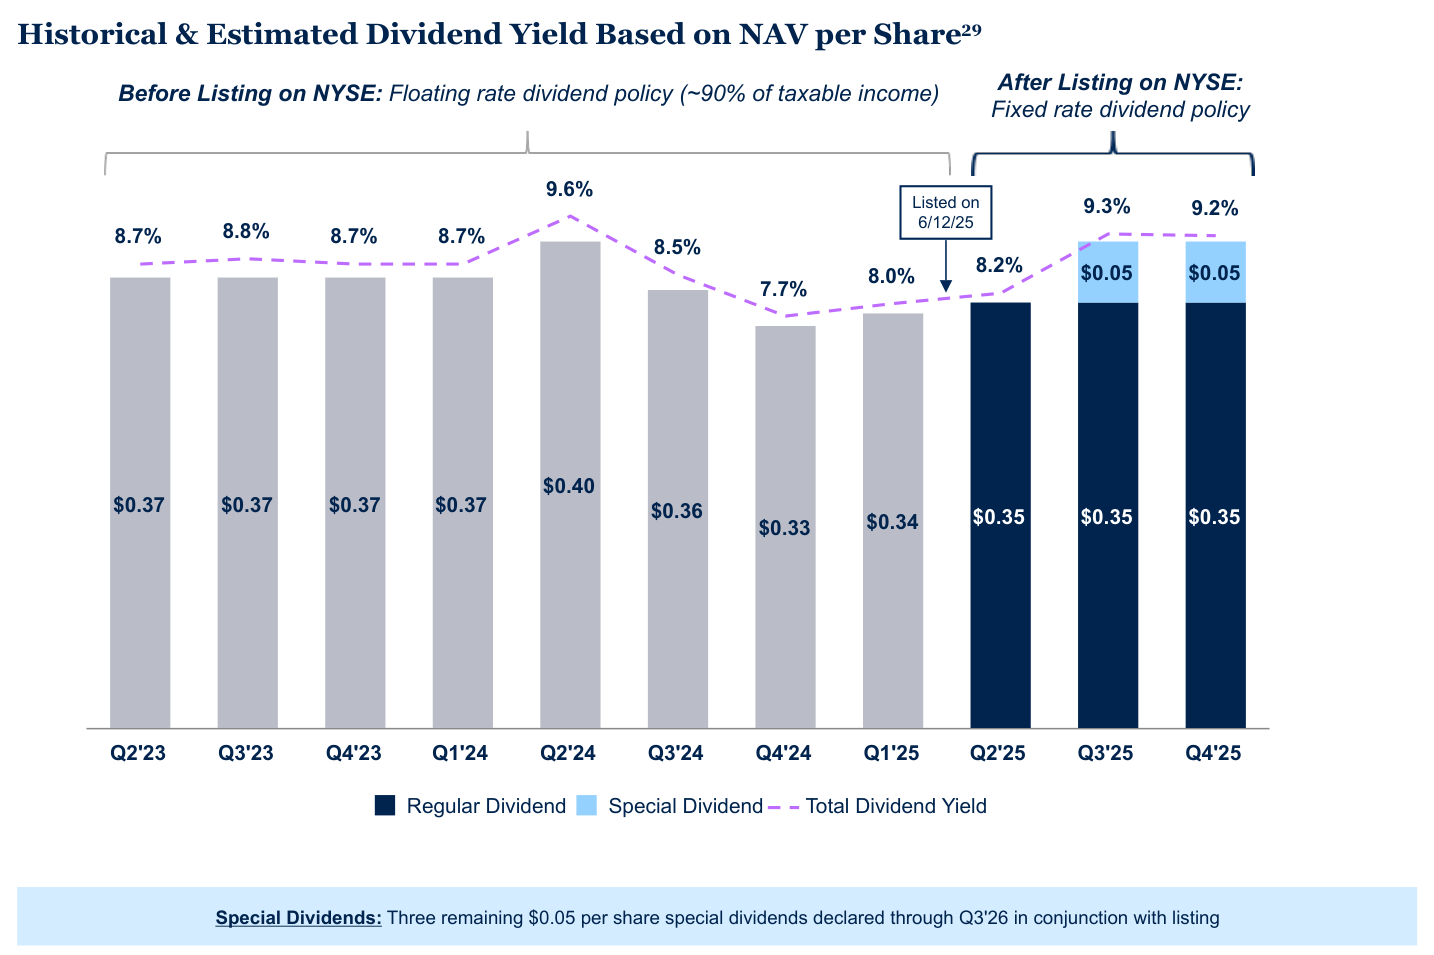 Historical & Estimated Dividend Yield Based on NAV per Share²⁹
Before Listing on NYSE: Floating rate dividend policy (~90% of taxable income)
After Listing on NYSE:
Fixed rate dividend policy
Listed on
6/12/25
8.7%
8.8%
8.7%
8.7%
9.6%
8.5%
7.7%
8.0%
8.2%
9.3%
9.2%
$0.05
$0.05
$0.37
$0.37
$0.37
$0.37
$0.40
$0.36
$0.33
$0.34
$0.35
$0.35
$0.35
Q2'23
Q3'23
Q4'23
Q1'24
Q2'24
Q3'24
Q4'24
Q1'25
Q2'25
Q3'25
Q4'25
Regular Dividend
Special Dividend
Total Dividend Yield
Special Dividends: Three remaining $0.05 per share special dividends declared through Q3'26 in conjunction with listing